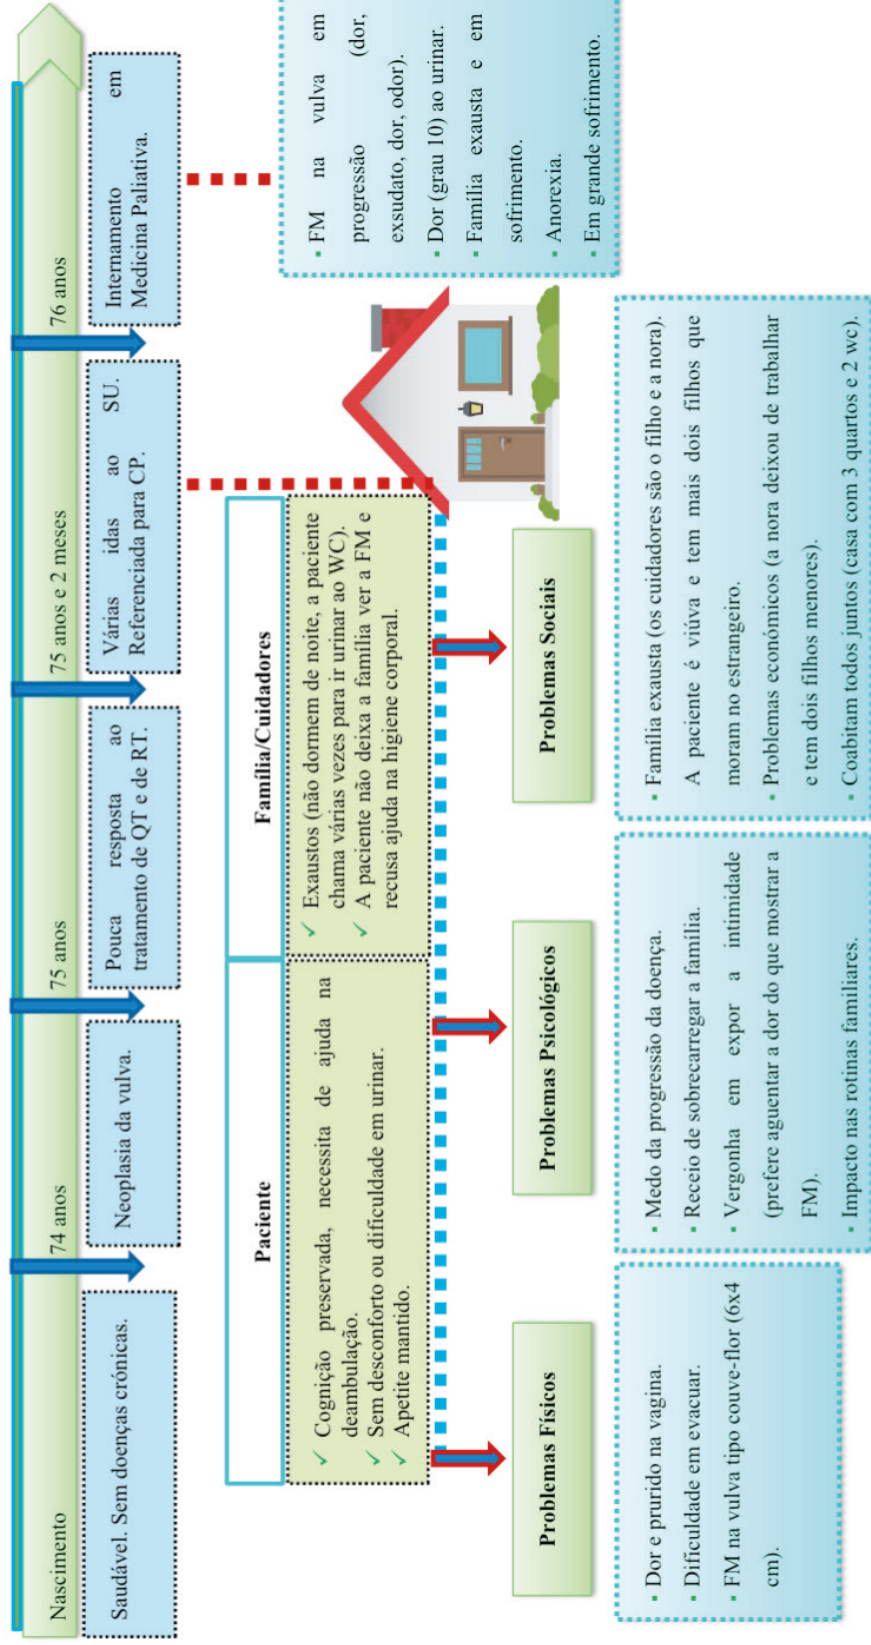 Nascimento
74 anos
75 anos
75 anos e 2 meses
76 anos
Saudável. Sem doenças crónicas.
Neoplasia da vulva.
Pouca resposta ao
tratamento de QT e de RT.
Várias idas ao SU.
Referenciada para CP.
Internamento em
Medicina Paliativa.
Paciente
✓ Cognição preservada, necessita de ajuda na
deambulação.
✓ Sem desconforto ou dificuldade em urinar.
✓ Apetite mantido.
Família/Cuidadores
✓ Exaustos (não dormem de noite, a paciente
chama várias vezes para ir urinar ao WC).
✓ A paciente não deixa a família ver a FM e
recusa ajuda na higiene corporal.
▪ FM na vulva em
progressão (dor,
exsudato, dor, odor).
▪ Dor (grau 10) ao urinar.
▪ Família exausta e em
sofrimento.
▪ Anorexia.
▪ Em grande sofrimento.
Problemas Físicos
▪ Dor e prurido na vagina.
▪ Dificuldade em evacuar.
▪ FM na vulva tipo couve-flor (6x4
cm).
Problemas Psicológicos
▪ Medo da progressão da doença.
▪ Receio de sobrecarregar a família.
▪ Vergonha em expor a intimidade
(prefere aguentar a dor do que mostrar a
FM).
▪ Impacto nas rotinas familiares.
Problemas Sociais
▪ Família exausta (os cuidadores são o filho e a nora).
A paciente é viúva e tem mais dois filhos que
moram no estrangeiro.
▪ Problemas económicos (a nora deixou de trabalhar
e tem dois filhos menores).
▪ Coabitam todos juntos (casa com 3 quartos e 2 wc).